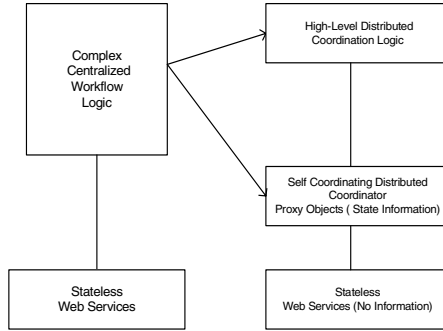 Complex
Centralized
Workflow
Logic
High-Level Distributed
Coordination Logic
Self Coordinating Distributed
Coordinator
Proxy Objects ( State Information)
Stateless
Web Services
Stateless
Web Services (No Information)